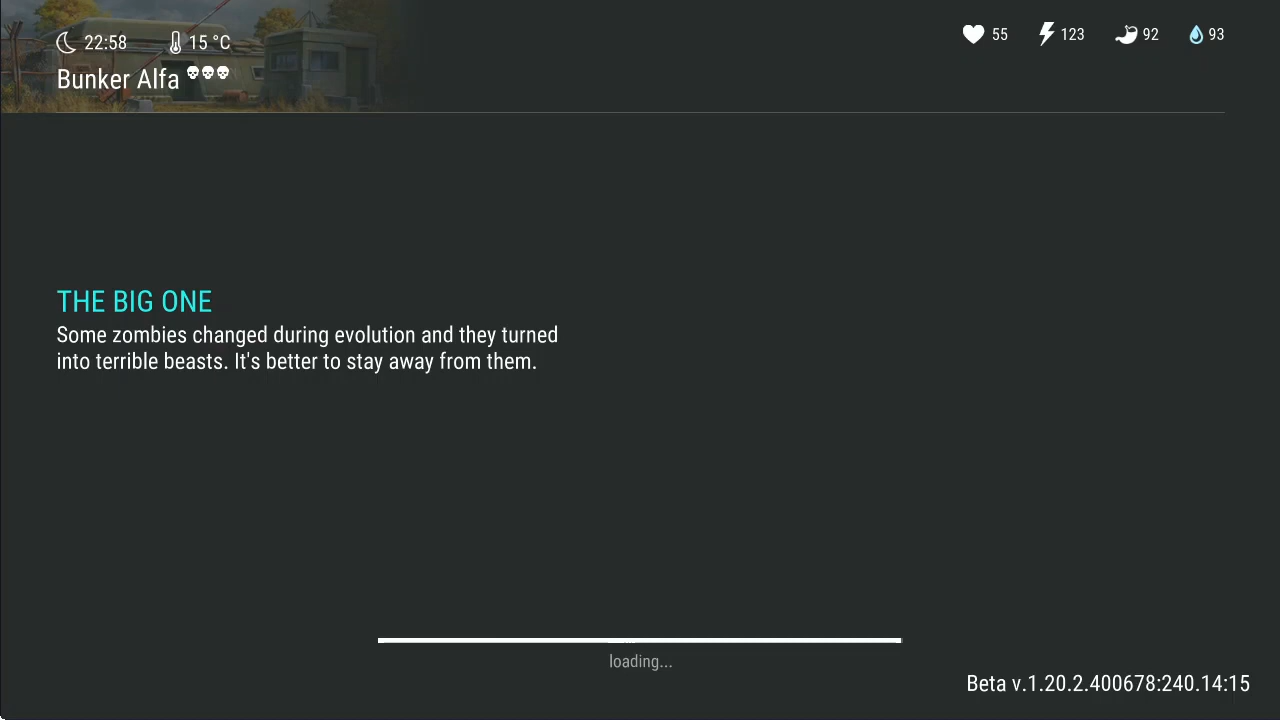 22:58 15 °C
Bunker Alfa
55 123 92 93
THE BIG ONE
Some zombies changed during evolution and they turned
into terrible beasts. It's better to stay away from them.
loading...
Beta v.1.20.2.400678:240.14:15